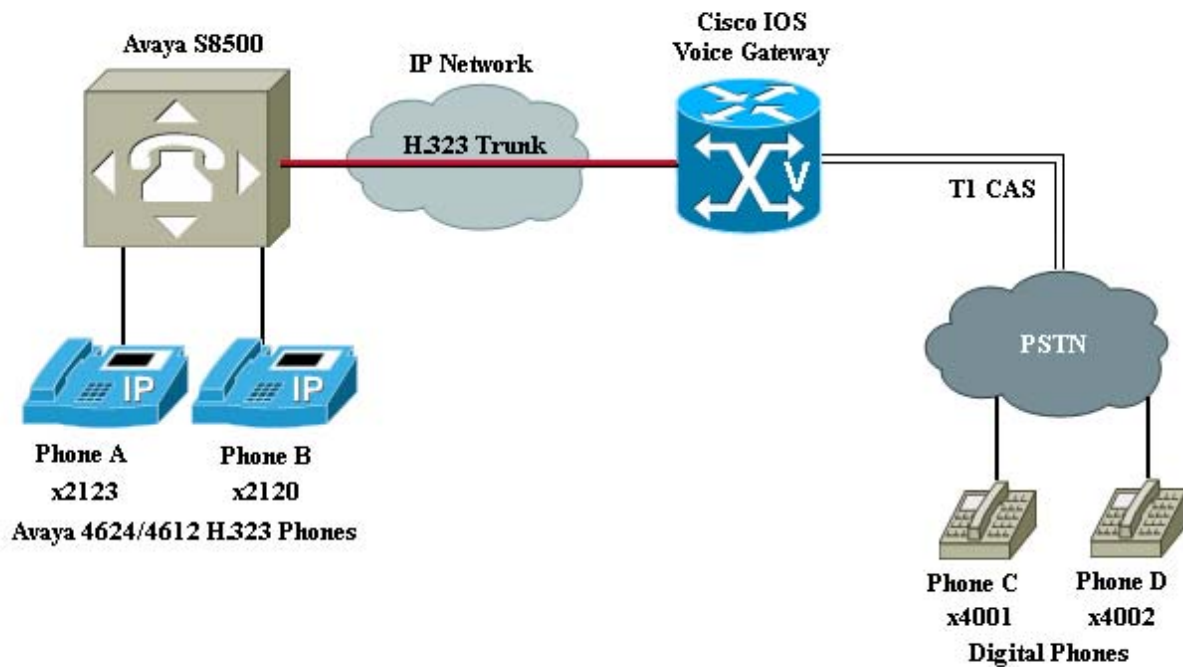 Avaya S8500
IP Network
Cisco IOS
Voice Gateway
H.323 Trunk
V
T1 CAS
PSTN
IP
IP
Phone A
x2123
Phone B
x2120
Avaya 4624/4612 H.323 Phones
Phone C
x4001
Phone D
x4002
Digital Phones